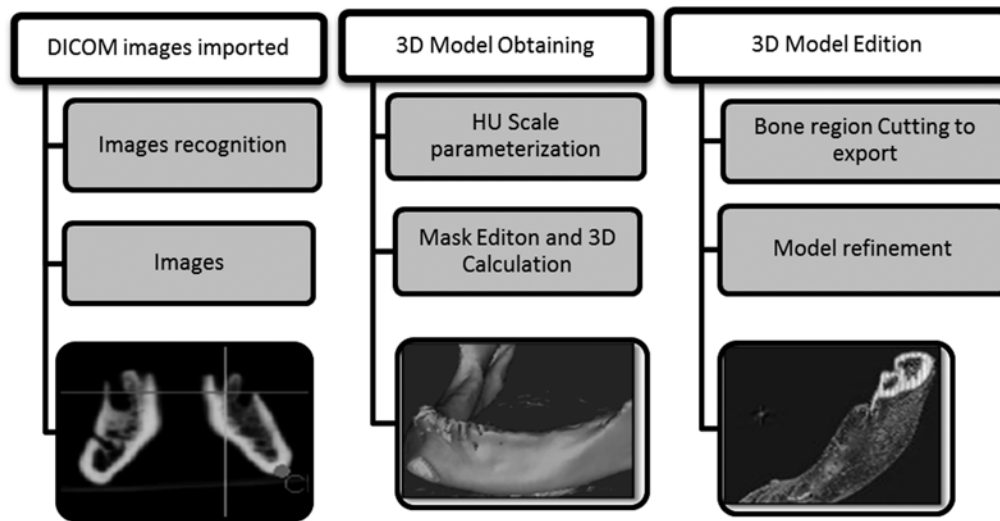 DICOM images imported
Images recognition
Images
3D Model Obtaining
HU Scale
parameterization
Mask Editon and 3D
Calculation
3D Model Edition
Bone region Cutting to
export
Model refinement